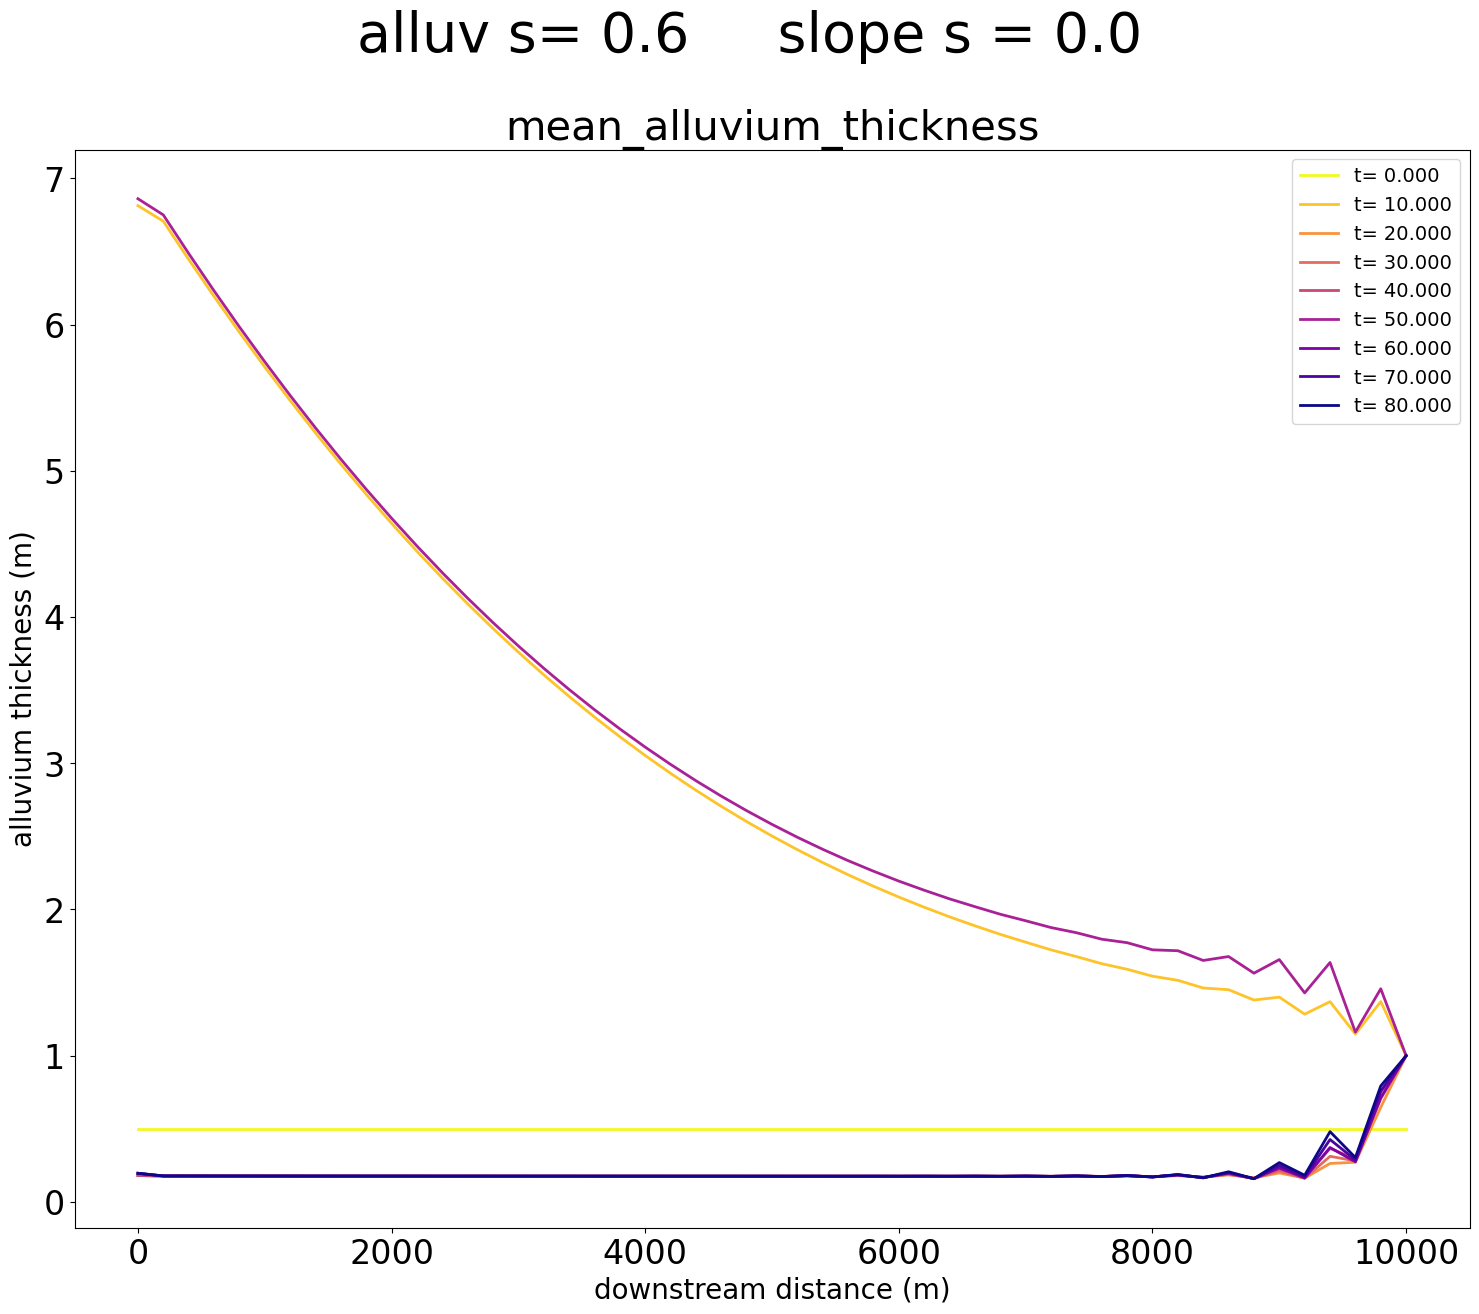 alluv s= 0.6     slope s = 0.0
mean_alluvium_thickness
7
6
5
4
3
2
1
0
alluvium thickness (m)
t= 0.000
t= 10.000
t= 20.000
t= 30.000
t= 40.000
t= 50.000
t= 60.000
t= 70.000
t= 80.000
0 2000 4000 6000 8000 10000
downstream distance (m)